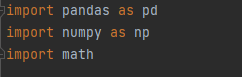 import pandas as pd
import numpy as np
import math